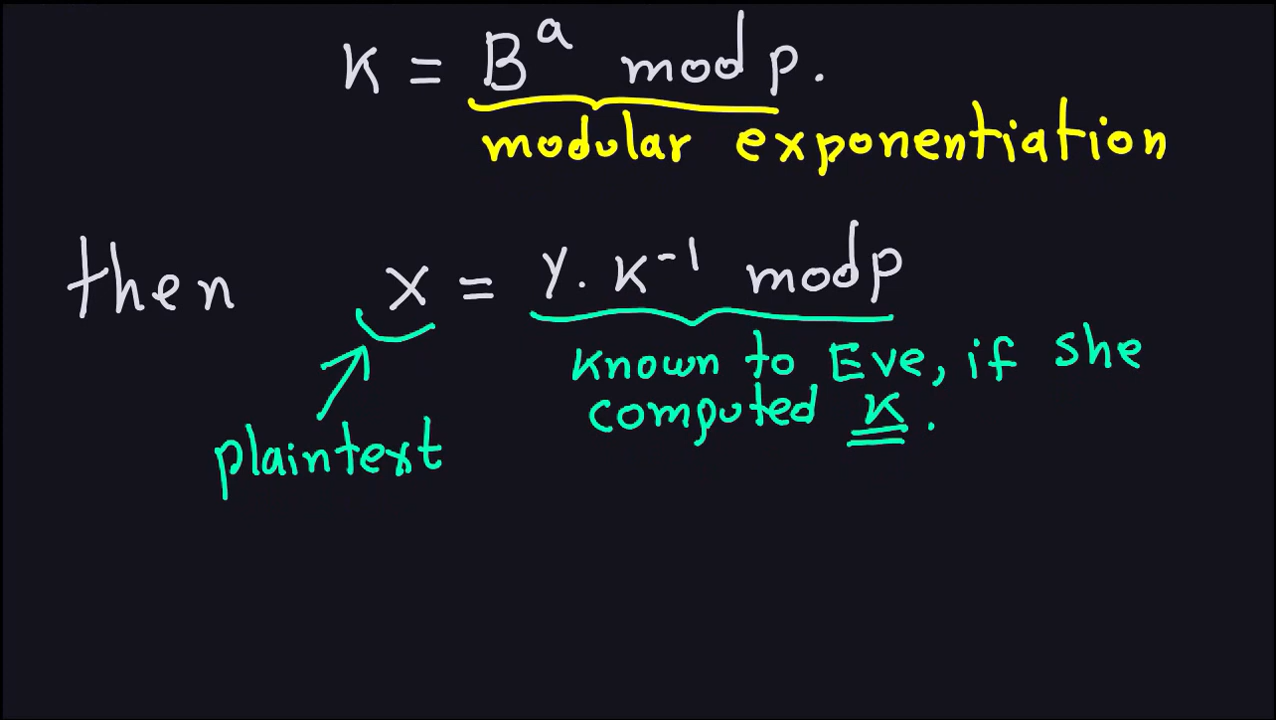 K = B^a mod p.
modular exponentiation
then x = y. K^-1 mod p
known to Eve, if she
computed K.
plaintext